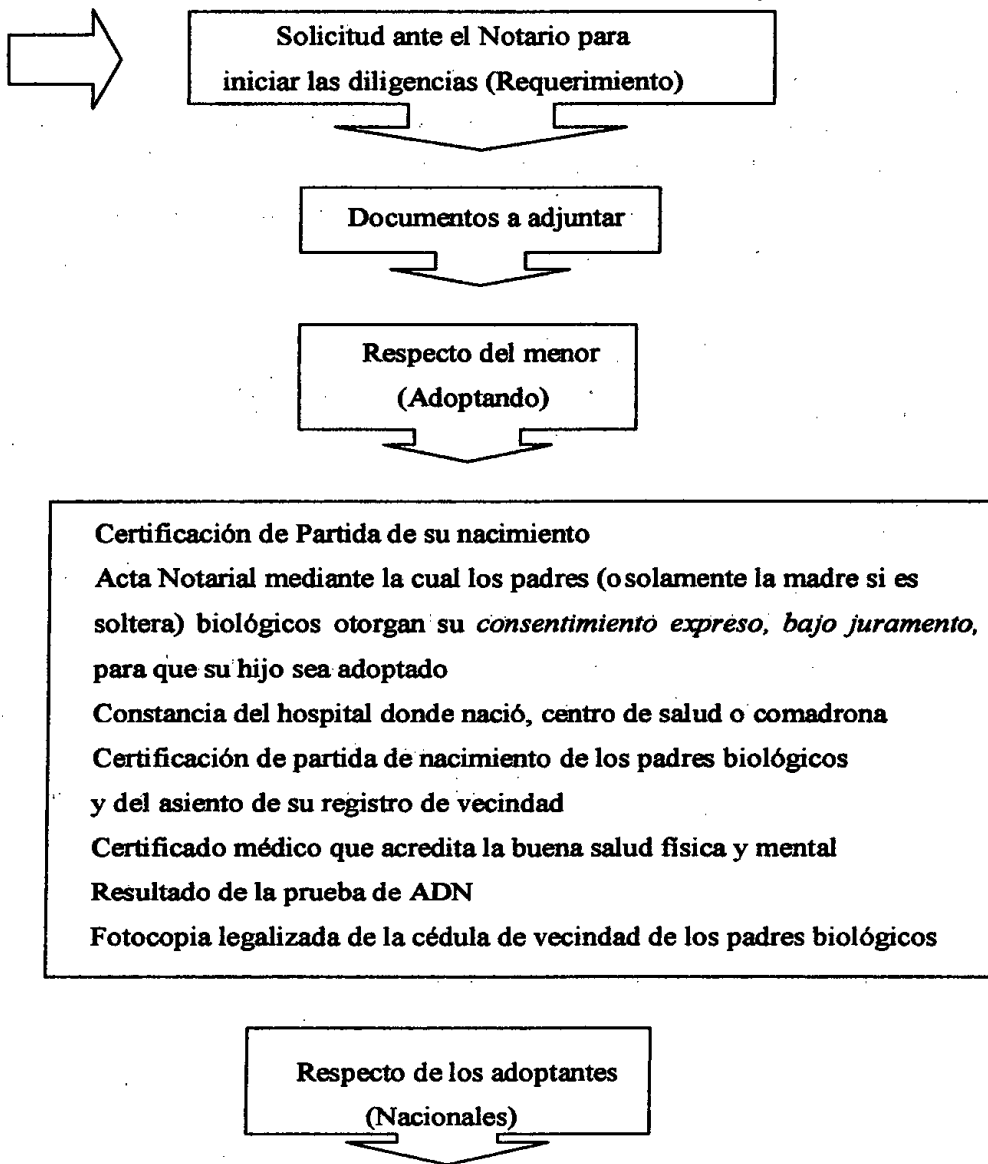 Solicitud ante el Notario para
iniciar las diligencias (Requerimiento)
Documentos a adjuntar
Respecto del menor
(Adoptando)
Certificación de Partida de su nacimiento
Acta Notarial mediante la cual los padres (o solamente la madre si es
soltera) biológicos otorgan su consentimiento expreso, bajo juramento,
para que su hijo sea adoptado
Constancia del hospital donde nació, centro de salud o comadrona
Certificación de partida de nacimiento de los padres biológicos
y del asiento de su registro de vecindad
Certificado médico que acredita la buena salud física y mental
Resultado de la prueba de ADN
Fotocopia legalizada de la cédula de vecindad de los padres biológicos
Respecto de los adoptantes
(Nacionales)